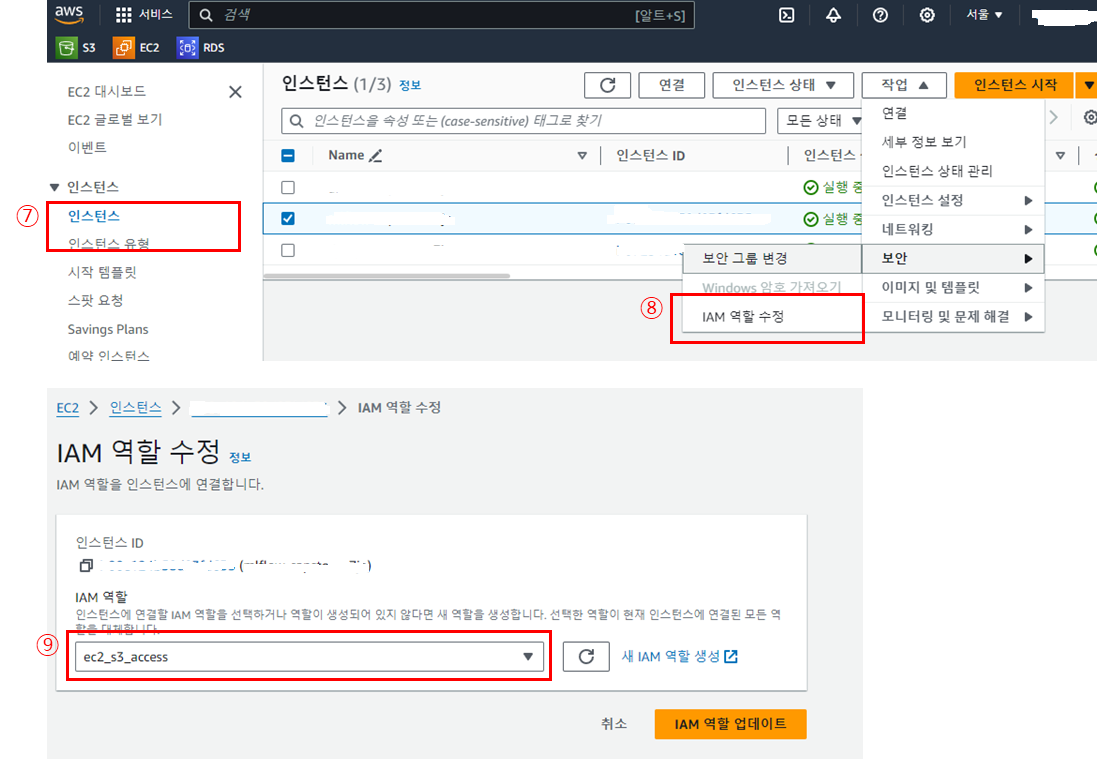 aws 서비스 검색 [알트+S] 서울
S3 EC2 RDS
EC2 대시보드
EC2 글로벌 보기
이벤트
인스턴스
⑦
인스턴스
인스턴스 유형
시작 템플릿
스팟 요청
Savings Plans
예약 인스턴스
인스턴스 (1/3) 정보
연결 인스턴스 상태 작업 인스턴스 시작
인스턴스을 속성 또는 (case-sensitive) 태그로 찾기 모든 상태
Name 인스턴스 ID 인스턴스
실행 중
실행 중
연결
세부 정보 보기
인스턴스 상태 관리
인스턴스 설정
네트워킹
보안
이미지 및 템플릿
모니터링 및 문제 해결
보안 그룹 변경
Windows 암호 가져오기
⑧
IAM 역할 수정
EC2 인스턴스 IAM 역할 수정
IAM 역할 수정 정보
IAM 역할을 인스턴스에 연결합니다.
인스턴스 ID
IAM 역할
인스턴스에 연결할 IAM 역할을 선택하거나 역할이 생성되어 있지 않다면 새 역할을 생성합니다. 선택한 역할이 현재 인스턴스에 연결된 모든 역
할을 대체합니다.
⑨
ec2_s3_access 새 IAM 역할 생성
취소 IAM 역할 업데이트